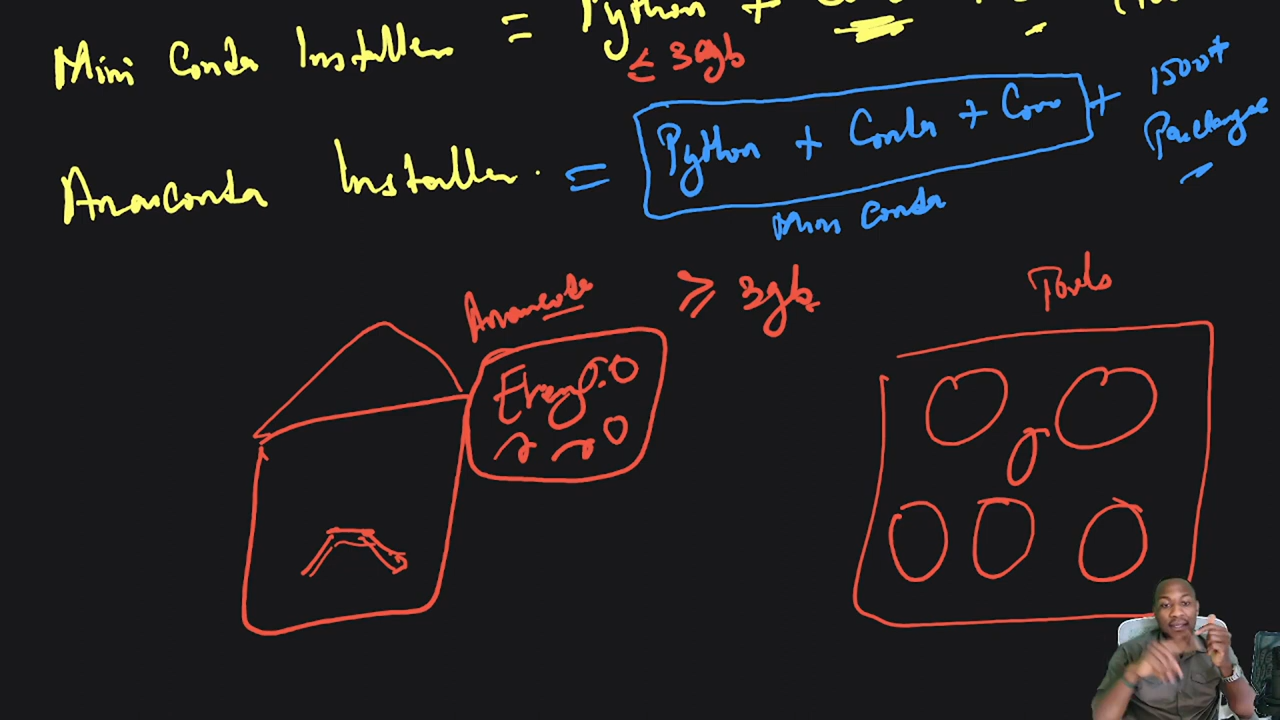 Mini Conda Installer = Python +
≤ 3gb
Anaconda Installer = Python + Conda + Core + 1500+ Packages
Mini Conda
Anaconda ≥ 3gb Tools